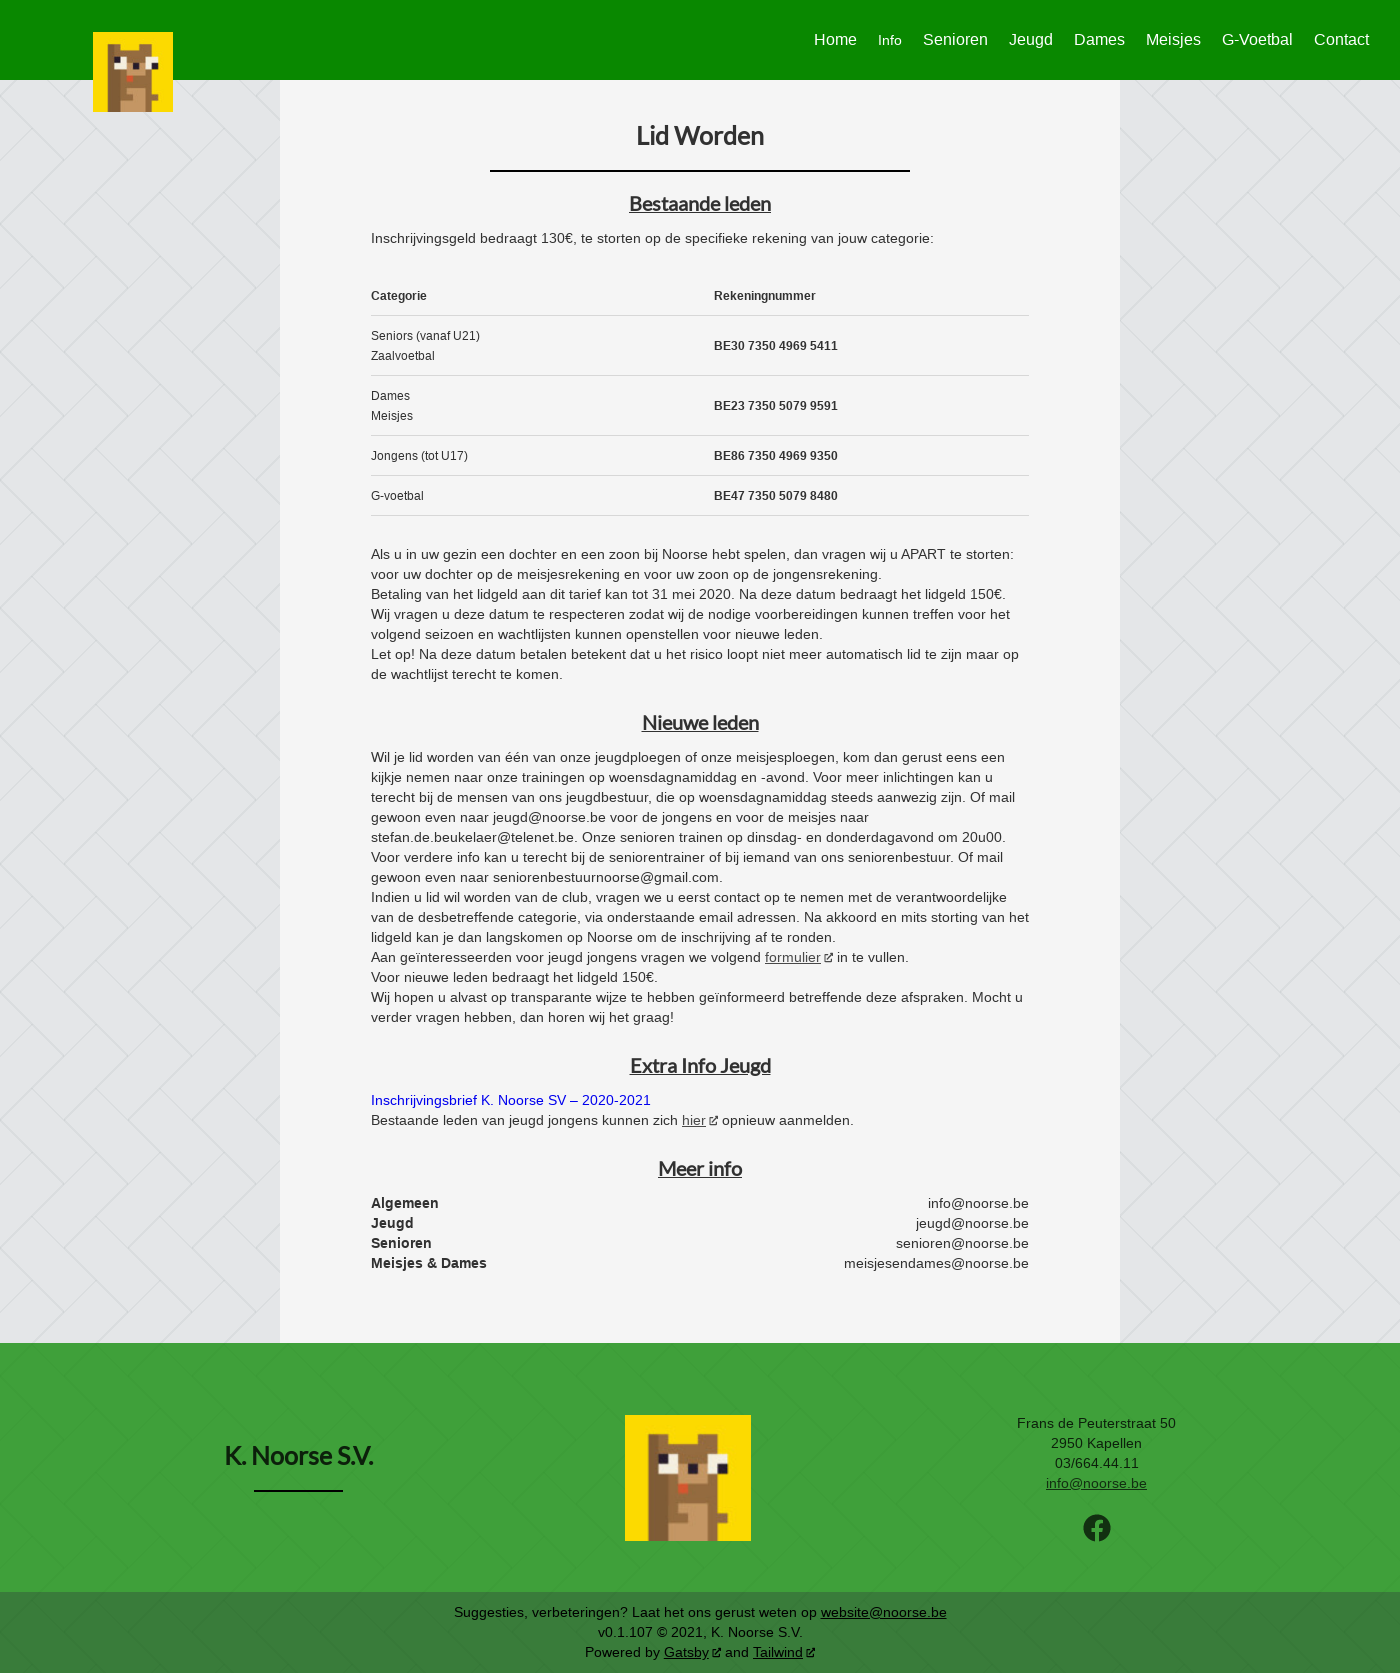 Home Info Senioren Jeugd Dames Meisjes G-Voetbal Contact
Lid Worden
Bestaande leden
Inschrijvingsgeld bedraagt 130€, te storten op de specifieke rekening van jouw categorie:
Categorie Rekeningnummer
Seniors (vanaf U21)
Zaalvoetbal
BE30 7350 4969 5411
Dames
Meisjes
BE23 7350 5079 9591
Jongens (tot U17) BE86 7350 4969 9350
G-voetbal BE47 7350 5079 8480
Als u in uw gezin een dochter en een zoon bij Noorse hebt spelen, dan vragen wij u APART te storten:
voor uw dochter op de meisjesrekening en voor uw zoon op de jongensrekening.
Betaling van het lidgeld aan dit tarief kan tot 31 mei 2020. Na deze datum bedraagt het lidgeld 150€.
Wij vragen u deze datum te respecteren zodat wij de nodige voorbereidingen kunnen treffen voor het
volgend seizoen en wachtlijsten kunnen openstellen voor nieuwe leden.
Let op! Na deze datum betalen betekent dat u het risico loopt niet meer automatisch lid te zijn maar op
de wachtlijst terecht te komen.
Nieuwe leden
Wil je lid worden van één van onze jeugdploegen of onze meisjesploegen, kom dan gerust eens een
kijkje nemen naar onze trainingen op woensdagnamiddag en -avond. Voor meer inlichtingen kan u
terecht bij de mensen van ons jeugdbestuur, die op woensdagnamiddag steeds aanwezig zijn. Of mail
gewoon even naar jeugd@noorse.be voor de jongens en voor de meisjes naar
stefan.de.beukelaer@telenet.be. Onze senioren trainen op dinsdag- en donderdagavond om 20u00.
Voor verdere info kan u terecht bij de seniorentrainer of bij iemand van ons seniorenbestuur. Of mail
gewoon even naar seniorenbestuurnoorse@gmail.com.
Indien u lid wil worden van de club, vragen we u eerst contact op te nemen met de verantwoordelijke
van de desbetreffende categorie, via onderstaande email adressen. Na akkoord en mits storting van het
lidgeld kan je dan langskomen op Noorse om de inschrijving af te ronden.
Aan geïnteresseerden voor jeugd jongens vragen we volgend formulier in te vullen.
Voor nieuwe leden bedraagt het lidgeld 150€.
Wij hopen u alvast op transparante wijze te hebben geïnformeerd betreffende deze afspraken. Mocht u
verder vragen hebben, dan horen wij het graag!
Extra Info Jeugd
Inschrijvingsbrief K. Noorse SV – 2020-2021
Bestaande leden van jeugd jongens kunnen zich hier opnieuw aanmelden.
Meer info
Algemeen info@noorse.be
Jeugd jeugd@noorse.be
Senioren senioren@noorse.be
Meisjes & Dames meisjesendames@noorse.be
K. Noorse S.V.
Frans de Peuterstraat 50
2950 Kapellen
03/664.44.11
info@noorse.be
Suggesties, verbeteringen? Laat het ons gerust weten op website@noorse.be
v0.1.107 © 2021, K. Noorse S.V.
Powered by Gatsby and Tailwind